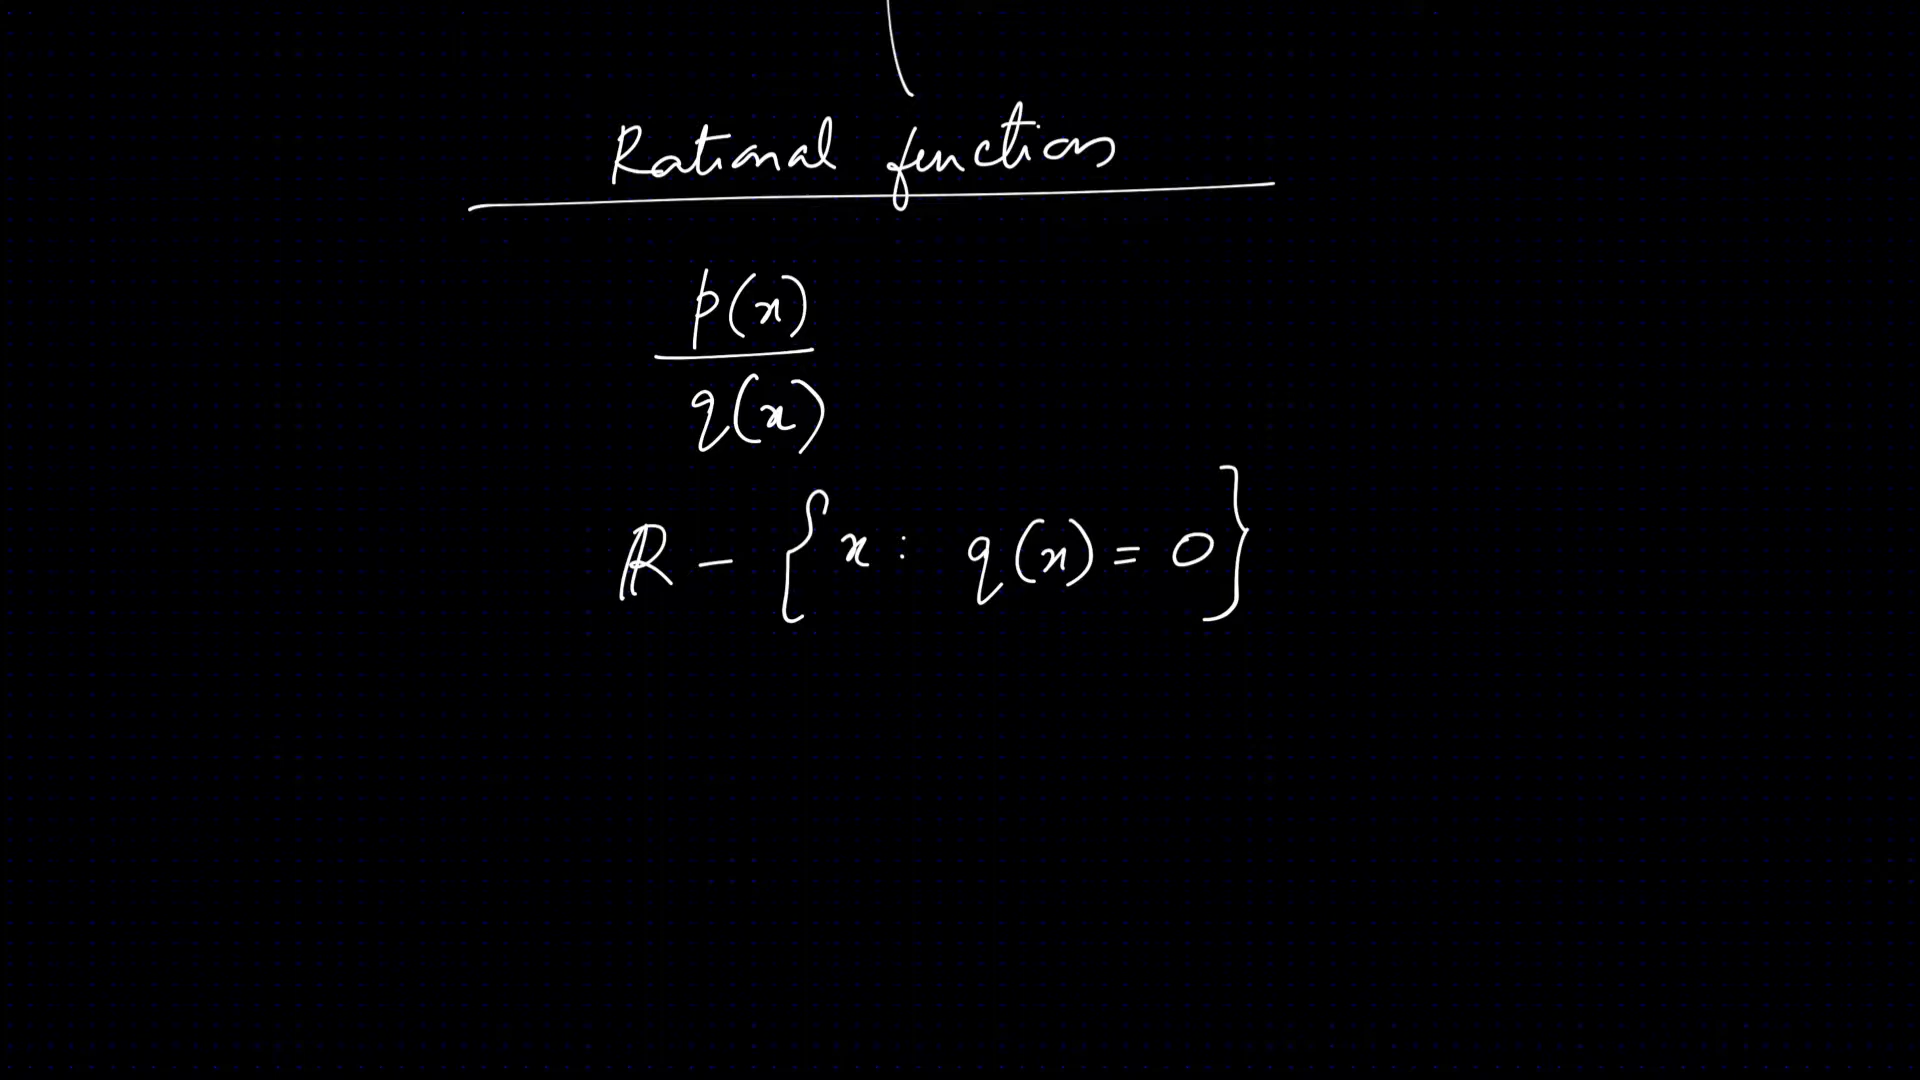 Rational functions
p(x)
q(x)
ℝ - {x: q(x) = 0}